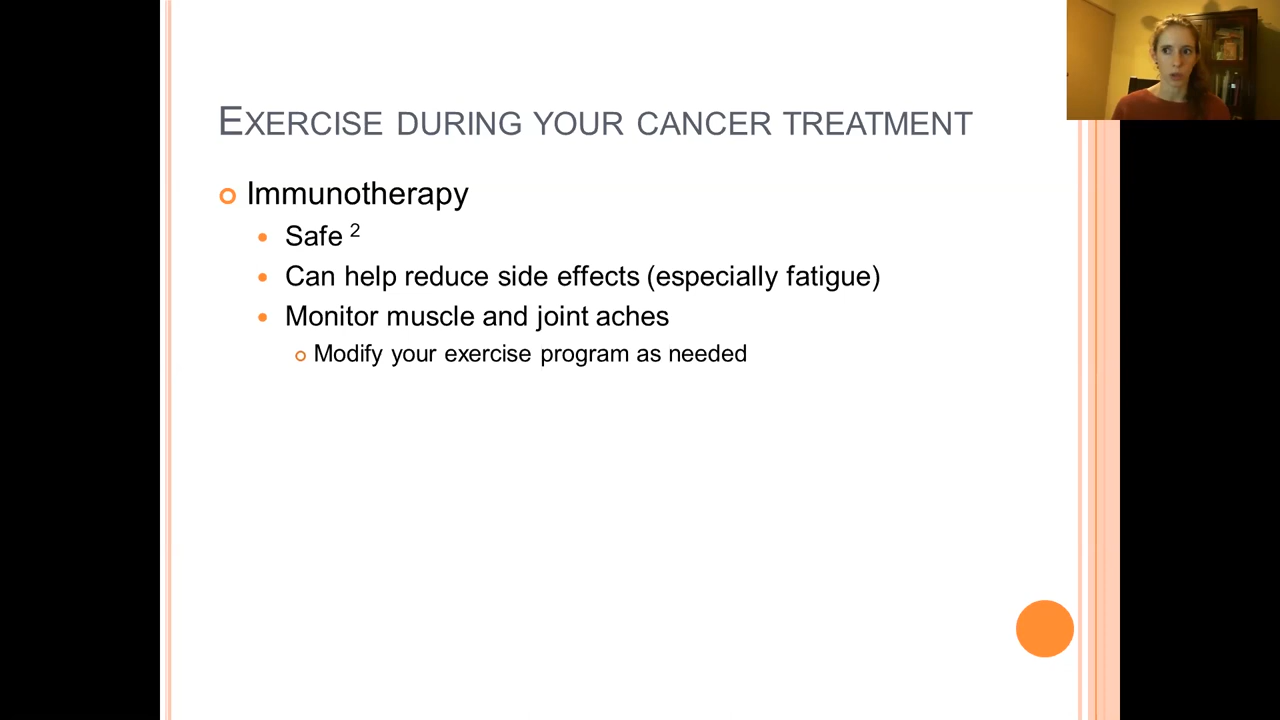 EXERCISE DURING YOUR CANCER TREATMENT
Immunotherapy
Safe 2
Can help reduce side effects (especially fatigue)
Monitor muscle and joint aches
Modify your exercise program as needed